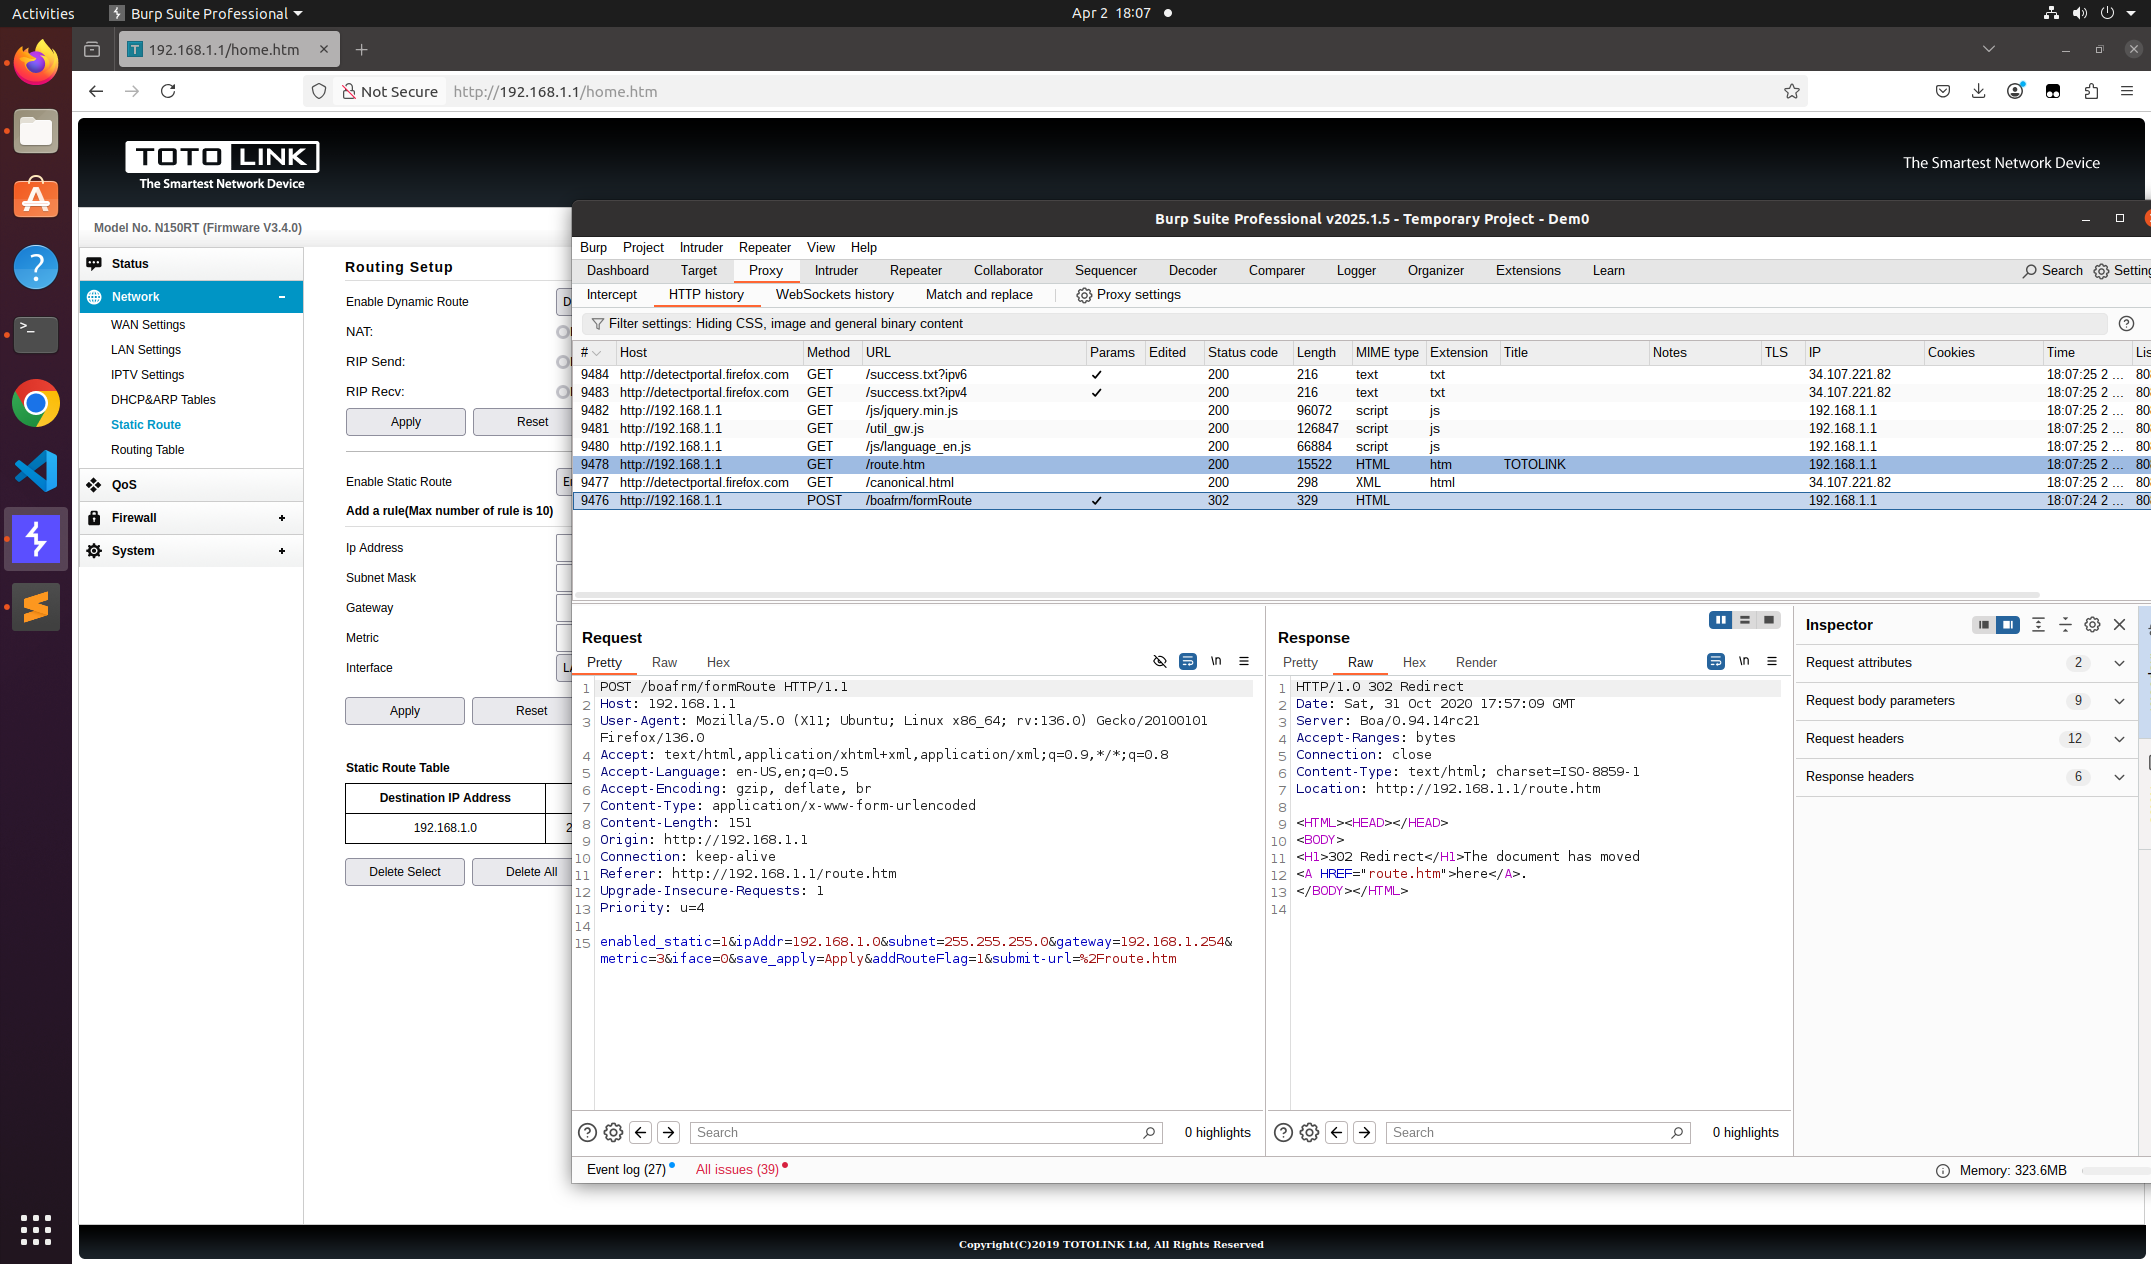 Activities
Burp Suite Professional
Apr 2 18:07
192.168.1.1/home.htm
Not Secure
http://192.168.1.1/home.htm
TOTO LINK
The Smartest Network Device
The Smartest Network Device
Model No. N150RT (Firmware V3.4.0)
Status
Network
WAN Settings
LAN Settings
IPTV Settings
DHCP&ARP Tables
Static Route
Routing Table
QoS
Firewall
System
Routing Setup
Enable Dynamic Route
NAT:
RIP Send:
RIP Recv:
Apply Reset
Enable Static Route
Add a rule(Max number of rule is 10)
Ip Address
Subnet Mask
Gateway
Metric
Interface
Apply Reset
Static Route Table
Destination IP Address
192.168.1.0 2
Delete Select Delete All
Burp Suite Professional v2025.1.5 - Temporary Project - Dem0
Burp Project Intruder Repeater View Help
Dashboard Target Proxy Intruder Repeater Collaborator Sequencer Decoder Comparer Logger Organizer Extensions Learn Search Setting
Intercept HTTP history WebSockets history Match and replace Proxy settings
Filter settings: Hiding CSS, image and general binary content
# Host Method URL Params Edited Status code Length MIME type Extension Title Notes TLS IP Cookies Time Lis
9484 http://detectportal.firefox.com GET /success.txt?ipv6 ✓ 200 216 text txt 34.107.221.82 18:07:25 2 ... 808
9483 http://detectportal.firefox.com GET /success.txt?ipv4 ✓ 200 216 text txt 34.107.221.82 18:07:25 2 ... 808
9482 http://192.168.1.1 GET /js/jquery.min.js 200 96072 script js 192.168.1.1 18:07:25 2 ... 808
9481 http://192.168.1.1 GET /util_gw.js 200 126847 script js 192.168.1.1 18:07:25 2 ... 808
9480 http://192.168.1.1 GET /js/language_en.js 200 66884 script js 192.168.1.1 18:07:25 2 ... 808
9478 http://192.168.1.1 GET /route.htm 200 15522 HTML htm TOTOLINK 192.168.1.1 18:07:25 2 ... 808
9477 http://detectportal.firefox.com GET /canonical.html 200 298 XML html 34.107.221.82 18:07:25 2 ... 808
9476 http://192.168.1.1 POST /boafrm/formRoute ✓ 302 329 HTML 192.168.1.1 18:07:24 2 ... 808
Request
Pretty Raw Hex
\n
1 POST /boafrm/formRoute HTTP/1.1
2 Host: 192.168.1.1
3 User-Agent: Mozilla/5.0 (X11; Ubuntu; Linux x86_64; rv:136.0) Gecko/20100101
Firefox/136.0
4 Accept: text/html,application/xhtml+xml,application/xml;q=0.9,*/*;q=0.8
5 Accept-Language: en-US,en;q=0.5
6 Accept-Encoding: gzip, deflate, br
7 Content-Type: application/x-www-form-urlencoded
8 Content-Length: 151
9 Origin: http://192.168.1.1
10 Connection: keep-alive
11 Referer: http://192.168.1.1/route.htm
12 Upgrade-Insecure-Requests: 1
13 Priority: u=4
14
15 enabled_static=1&ipAddr=192.168.1.0&subnet=255.255.255.0&gateway=192.168.1.254&
metric=3&iface=0&save_apply=Apply&addRouteFlag=1&submit-url=%2Froute.htm
Search
0 highlights
Response
Pretty Raw Hex Render
\n
1 HTTP/1.0 302 Redirect
2 Date: Sat, 31 Oct 2020 17:57:09 GMT
3 Server: Boa/0.94.14rc21
4 Accept-Ranges: bytes
5 Connection: close
6 Content-Type: text/html; charset=ISO-8859-1
7 Location: http://192.168.1.1/route.htm
8
9 <HTML><HEAD></HEAD>
10 <BODY>
11 <H1>302 Redirect</H1>The document has moved
12 <A HREF="route.htm">here</A>.
13 </BODY></HTML>
14
Search
0 highlights
Inspector
Request attributes 2
Request body parameters 9
Request headers 12
Response headers 6
Event log (27) All issues (39)
Memory: 323.6MB
Copyright(C)2019 TOTOLINK Ltd, All Rights Reserved